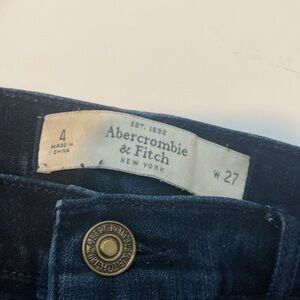 EST. 1892
4
Abercrombie
MADE IN
& Fitch
CHINA
NEW YORK
W 27